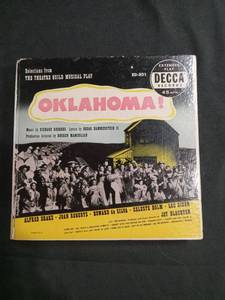 Selections from
THE THEATRE GUILD MUSICAL PLAY
ED-831
EXTENDED PLAY
DECCA
RECORDS
45 RPM
OKLAHOMA!
Music by RICHARD RODGERS Lyrics by OSCAR HAMMERSTEIN II
Production Directed by ROUBEN MAMOULIAN
ALFRED DRAKE · JOAN ROBERTS · HOWARD da SILVA · CELESTE HOLM · LEE DIXON
JAY BLACKTON